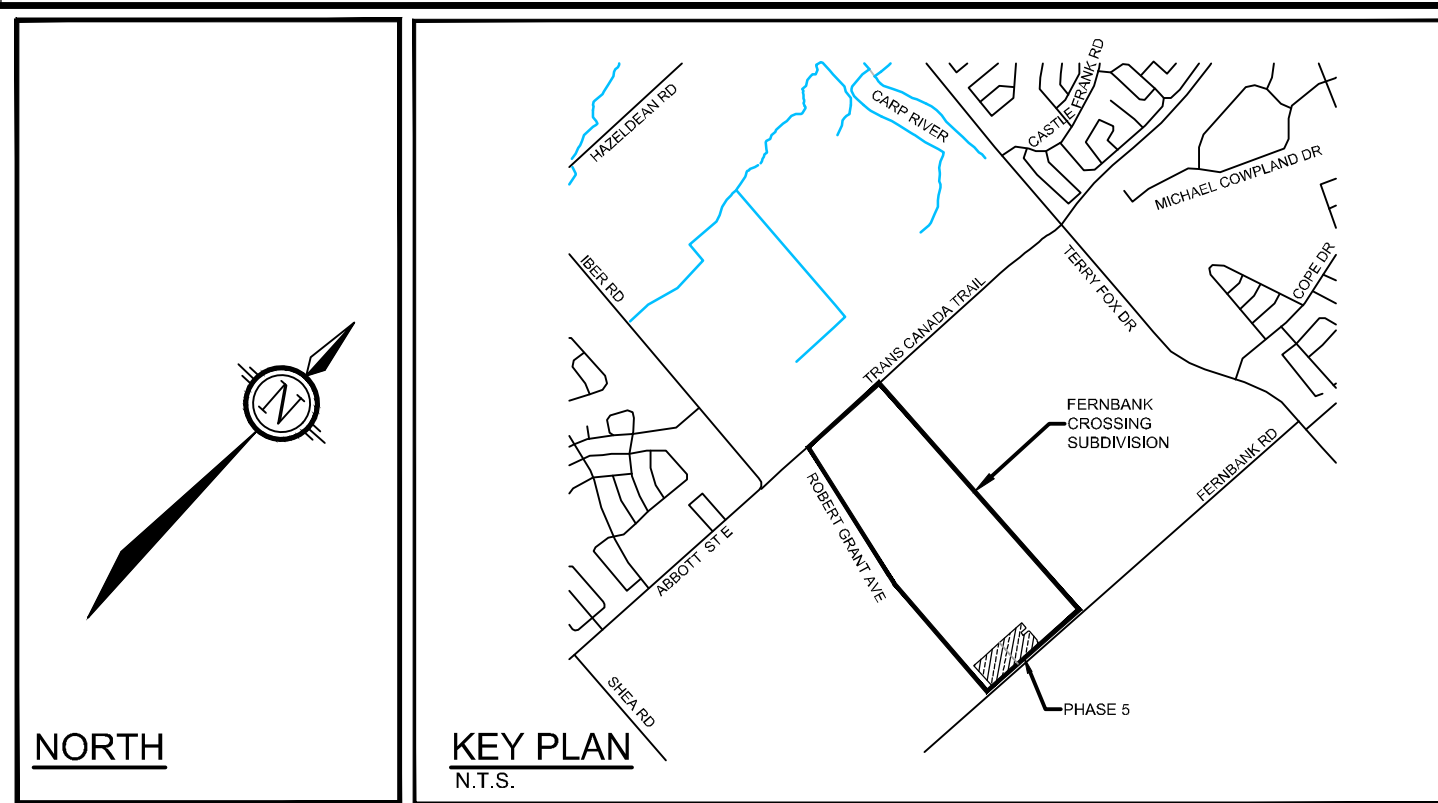 N
NORTH
KEY PLAN
N.T.S.
HAZELDEAN RD
CARP RIVER
CASTLE FRANK RD
MICHAEL COWPLAND DR
IBER RD
TRANS CANADA TRAIL
TERRY FOX DR
COPE DR
FERNBANK
CROSSING
SUBDIVISION
FERNBANK RD
ROBERT GRANT AVE
ABBOTT ST E
SHEA RD
PHASE 5